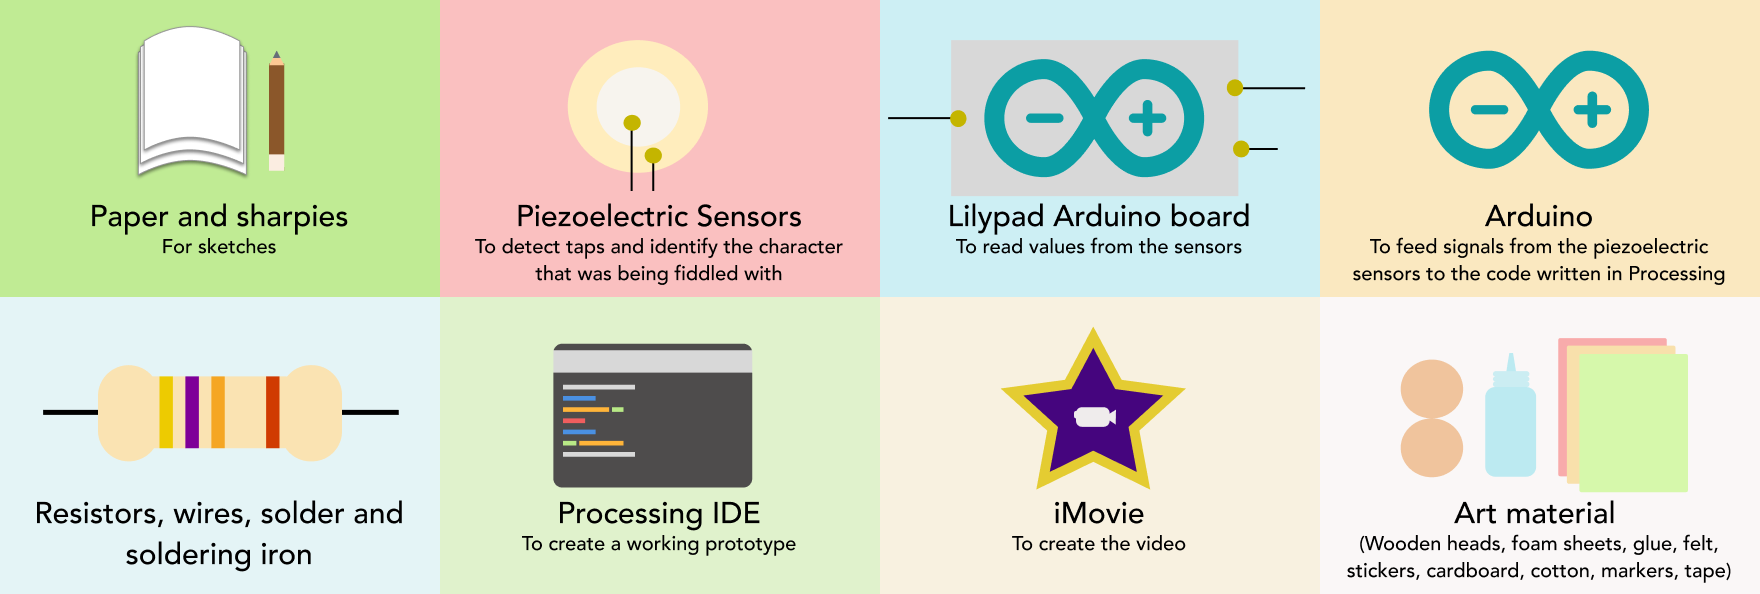 Paper and sharpies
For sketches
Piezoelectric Sensors
To detect taps and identify the character
that was being fiddled with
Lilypad Arduino board
To read values from the sensors
Arduino
To feed signals from the piezoelectric
sensors to the code written in Processing
Resistors, wires, solder and
soldering iron
Processing IDE
To create a working prototype
iMovie
To create the video
Art material
(Wooden heads, foam sheets, glue, felt,
stickers, cardboard, cotton, markers, tape)